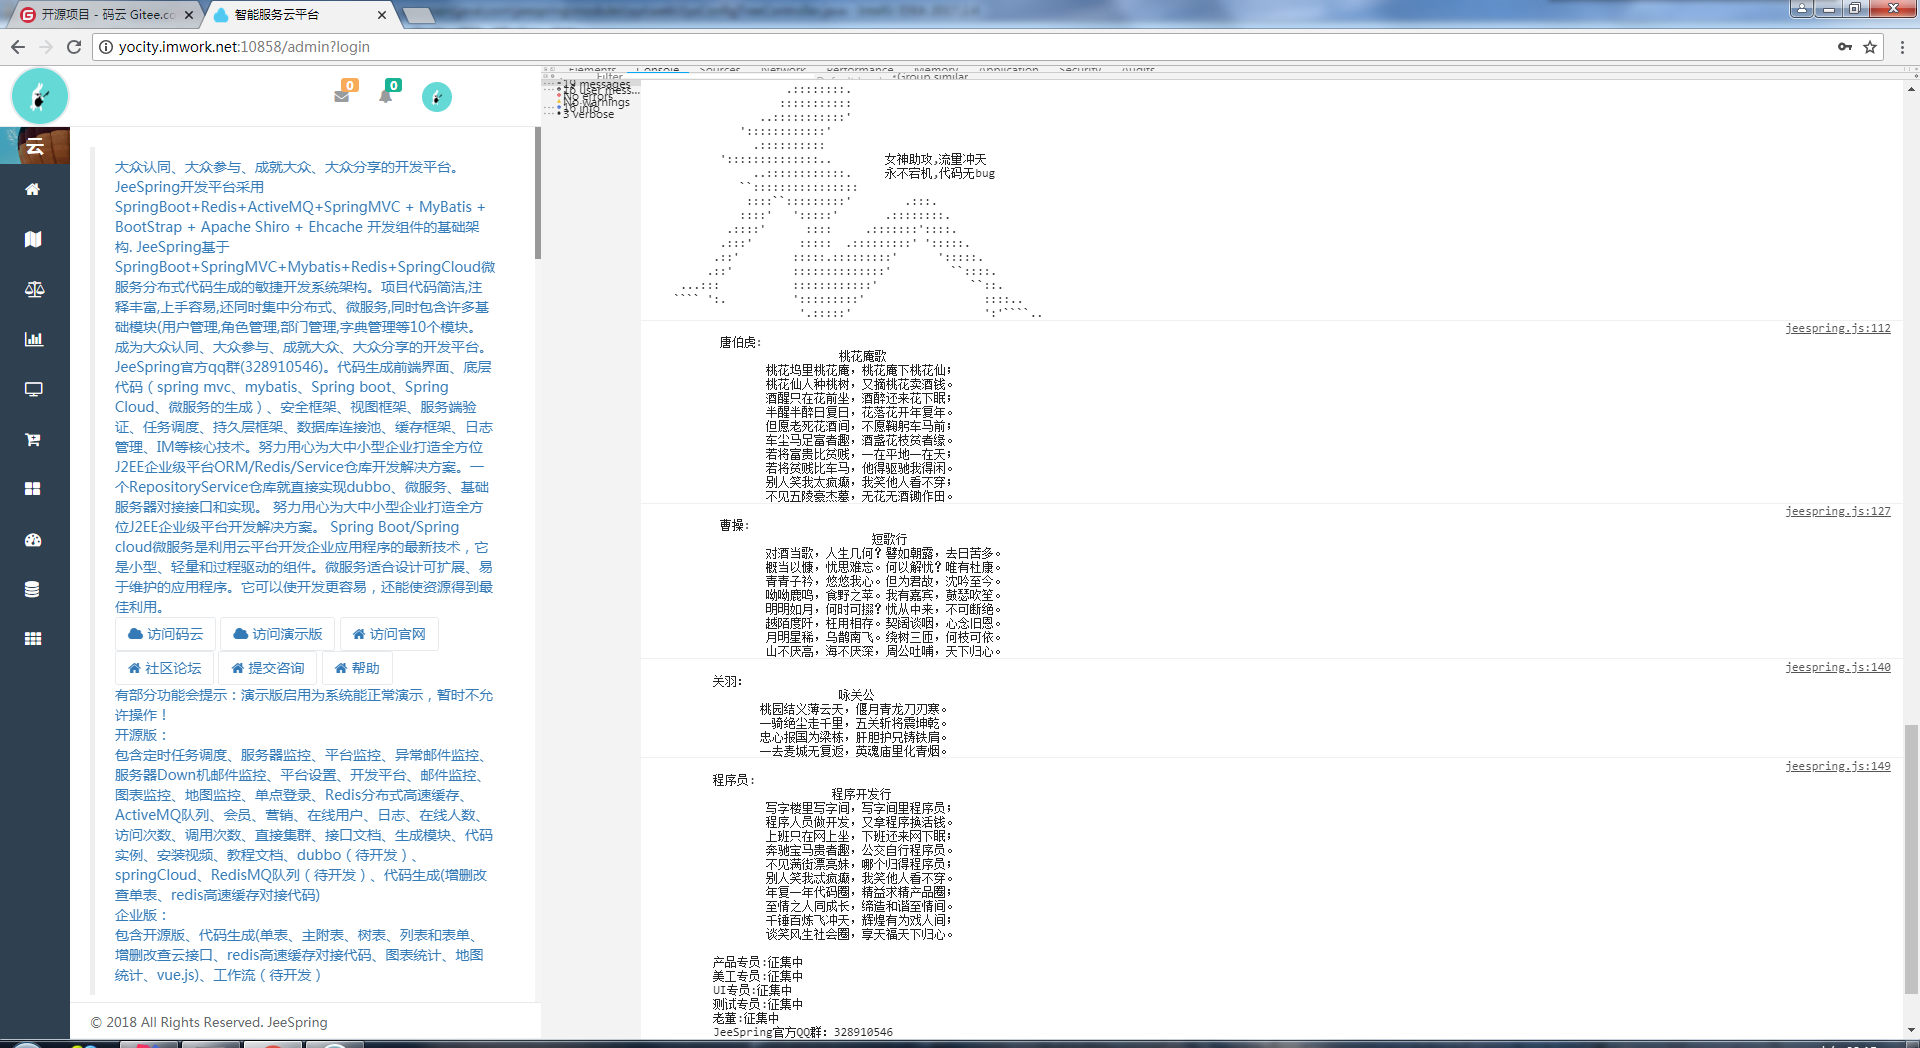 开源项目 - 码云 Gitee.co
智能服务云平台
yocity.imwork.net:10858/admin?login
0
0
云
大众认同、大众参与、成就大众、大众分享的开发平台。
JeeSpring开发平台采用
SpringBoot+Redis+ActiveMQ+SpringMVC + MyBatis +
BootStrap + Apache Shiro + Ehcache 开发组件的基础架
构. JeeSpring基于
SpringBoot+SpringMVC+Mybatis+Redis+SpringCloud微
服务分布式代码生成的敏捷开发系统架构。项目代码简洁,注
释丰富,上手容易,还同时集中分布式、微服务,同时包含许多基
础模块(用户管理,角色管理,部门管理,字典管理等10个模块。
成为大众认同、大众参与、成就大众、大众分享的开发平台。
JeeSpring官方qq群(328910546)。代码生成前端界面、底层
代码（spring mvc、mybatis、Spring boot、Spring
Cloud、微服务的生成）、安全框架、视图框架、服务端验
证、任务调度、持久层框架、数据库连接池、缓存框架、日志
管理、IM等核心技术。努力用心为大中小型企业打造全方位
J2EE企业级平台ORM/Redis/Service仓库开发解决方案。一
个RepositoryService仓库就直接实现dubbo、微服务、基础
服务器对接接口和实现。 努力用心为大中小型企业打造全方
位J2EE企业级平台开发解决方案。 Spring Boot/Spring
cloud微服务是利用云平台开发企业应用程序的最新技术，它
是小型、轻量和过程驱动的组件。微服务适合设计可扩展、易
于维护的应用程序。它可以使开发更容易，还能使资源得到最
佳利用。
访问码云 访问演示版 访问官网
社区论坛 提交咨询 帮助
有部分功能会提示：演示版启用为系统能正常演示，暂时不允
许操作！
开源版：
包含定时任务调度、服务器监控、平台监控、异常邮件监控、
服务器Down机邮件监控、平台设置、开发平台、邮件监控、
图表监控、地图监控、单点登录、Redis分布式高速缓存、
ActiveMQ队列、会员、营销、在线用户、日志、在线人数、
访问次数、调用次数、直接集群、接口文档、生成模块、代码
实例、安装视频、教程文档、dubbo（待开发）、
springCloud、RedisMQ队列（待开发）、代码生成(增删改
查单表、redis高速缓存对接代码)
企业版：
包含开源版、代码生成(单表、主附表、树表、列表和表单、
增删改查云接口、redis高速缓存对接代码、图表统计、地图
统计、vue.js)、工作流（待开发）
© 2018 All Rights Reserved. JeeSpring
Elements Console Sources Network Performance Memory Application Security Audits
Filter
Group similar
19 messages
16 user mess...
No errors
No warnings
16 info
3 verbose
女神助攻,流量冲天
永不宕机,代码无bug
jeespring.js:112
唐伯虎:
桃花庵歌
桃花坞里桃花庵，桃花庵下桃花仙；
桃花仙人种桃树，又摘桃花卖酒钱。
酒醒只在花前坐，酒醉还来花下眠；
半醒半醉日复日，花落花开年复年。
但愿老死花酒间，不愿鞠躬车马前；
车尘马足富者趣，酒盏花枝贫者缘。
若将富贵比贫贱，一在平地一在天；
若将贫贱比车马，他得驱驰我得闲。
别人笑我太疯癫，我笑他人看不穿；
不见五陵豪杰墓，无花无酒锄作田。
jeespring.js:127
曹操:
短歌行
对酒当歌，人生几何？譬如朝露，去日苦多。
概当以慷，忧思难忘。何以解忧？唯有杜康。
青青子衿，悠悠我心。但为君故，沈吟至今。
呦呦鹿鸣，食野之苹。我有嘉宾，鼓瑟吹笙。
明明如月，何时可掇？忧从中来，不可断绝。
越陌度阡，枉用相存。契阔谈咽，心念旧恩。
月明星稀，乌鹊南飞。绕树三匝，何枝可依。
山不厌高，海不厌深，周公吐哺，天下归心。
jeespring.js:140
关羽:
咏关公
桃园结义薄云天，偃月青龙刀刃寒。
一骑绝尘走千里，五关斩将震坤乾。
忠心报国为梁栋，肝胆护兄铸铁肩。
一去麦城无复返，英魂庙里化青烟。
jeespring.js:149
程序员:
程序开发行
写字楼里写字间，写字间里程序员；
程序人员做开发，又拿程序换活钱。
上班只在网上坐，下班还来网下眠；
奔驰宝马贵者趣，公交自行程序员。
不见满街漂亮妹，哪个归得程序员；
别人笑我忒疯癫，我笑他人看不穿。
年复一年代码圈，精益求精产品圈；
至情之人同成长，缔造和谐至情间。
千锤百炼飞冲天，辉煌有为戏人间；
谈笑风生社会圈，享天福天下归心。
产品专员:征集中
美工专员:征集中
UI专员:征集中
测试专员:征集中
老董:征集中
JeeSpring官方QQ群: 328910546